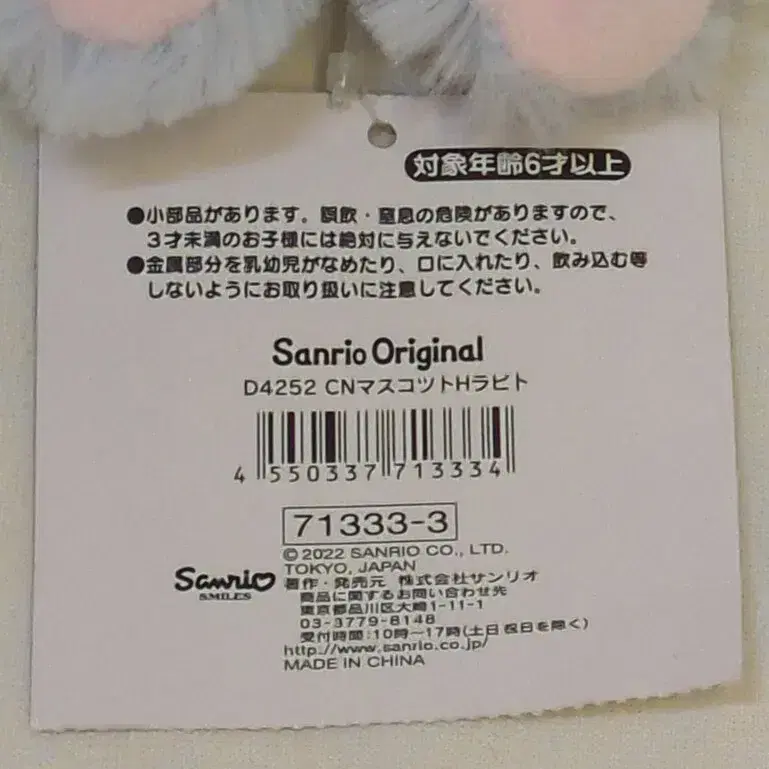 対象年齢6才以上
●小部品があります。誤飲・窒息の危険がありますので、
３才未満のお子様には絶対に与えないでください。
●金属部分を乳幼児がなめたり、口に入れたり、飲み込む等
しないようにお取り扱いに注意してください。
Sanrio Original
D4252 CNマスコツトHラビト
4 550337 713334
71333-3
© 2022 SANRIO CO., LTD.
TOKYO, JAPAN
Sanrio
SMILES
著作・発売元 株式会社サンリオ
商品に関するお問い合わせ先
東京都品川区大崎1-11-1
03-3779-8148
受付時間:10時～17時(土日祝日を除く)
http://www.sanrio.co.jp/
MADE IN CHINA